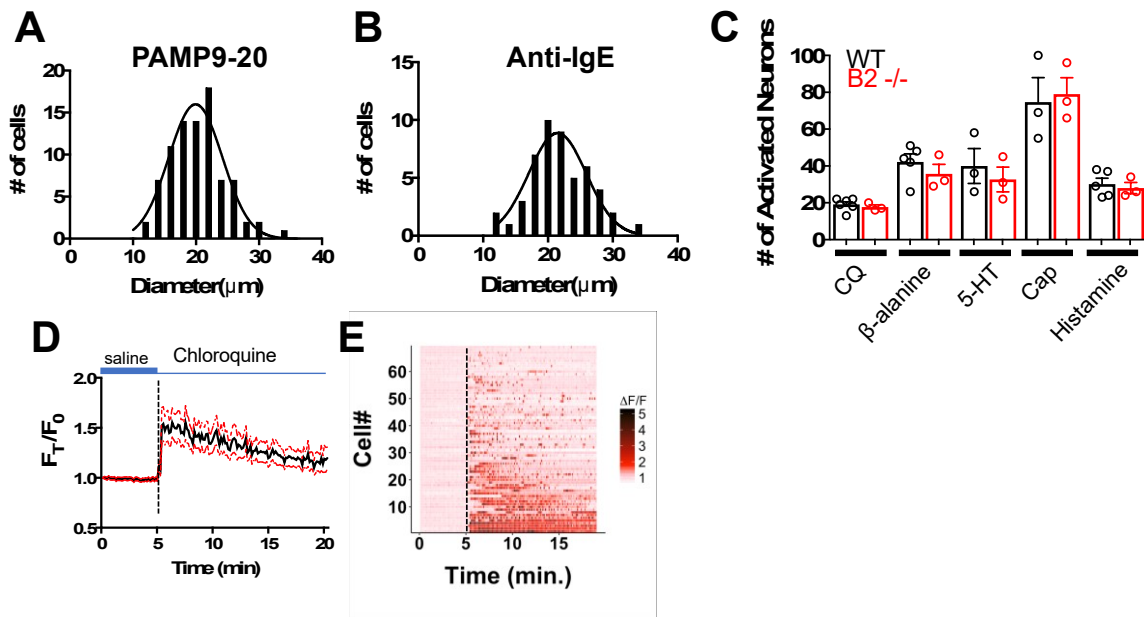 A
PAMP9-20
# of cells
20
15
10
5
0
0
10
20
30
40
Diameter(μm)
B
Anti-IgE
# of cells
15
10
5
0
0
10
20
30
40
Diameter(μm)
C
# of Activated Neurons
100
80
60
40
20
0
WT
B2 -/-
CQ
β-alanine
5-HT
Cap
Histamine
D
saline
Chloroquine
FT/F0
2.0
1.5
1.0
0.5
0
5
10
15
20
Time (min)
E
Cell#
60
50
40
30
20
10
0
5
10
15
Time (min.)
ΔF/F
5
4
3
2
1